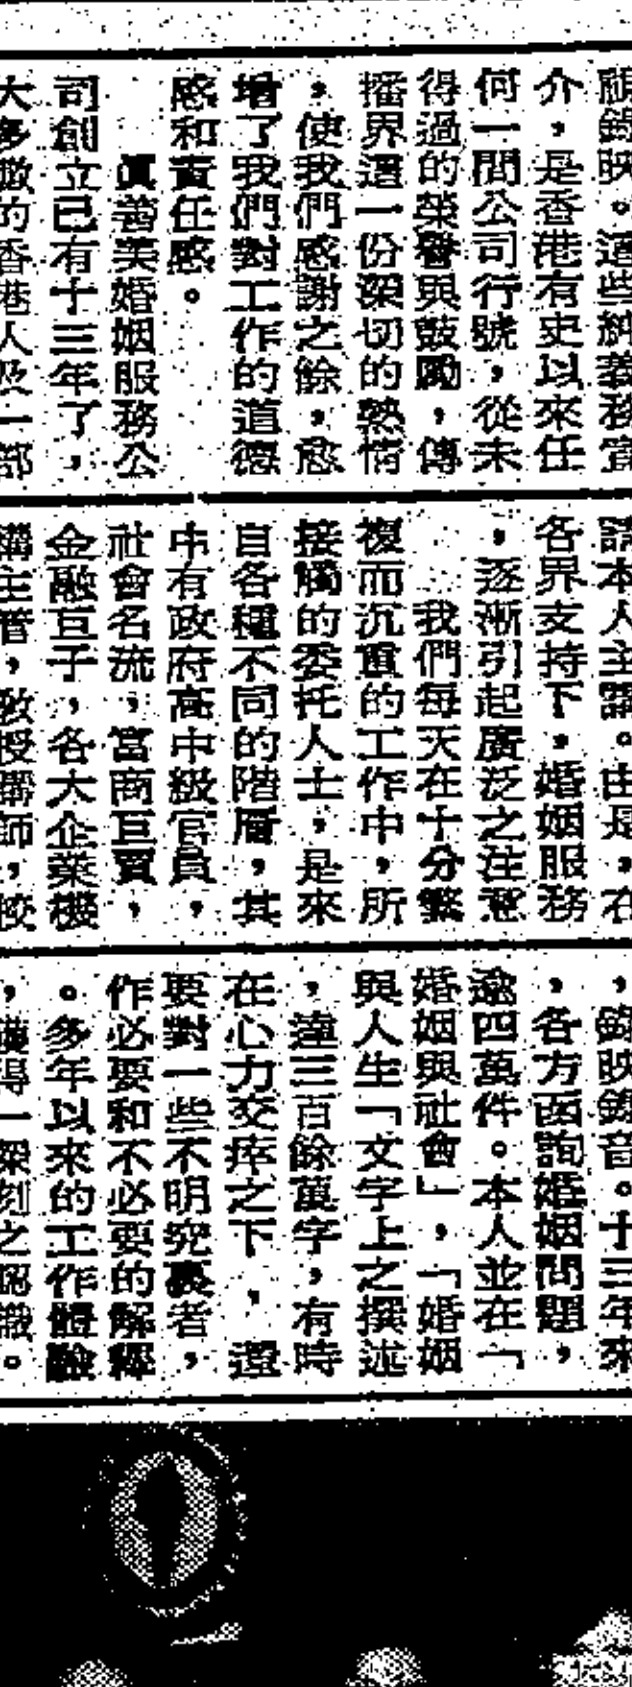 顧錄映。這些純義務宣
介，是香港有史以來任
何一間公司行號，從未
得過的榮譽與鼓勵，傳
播界這一份深切的熱情
，使我們感謝之餘，愈
增了我們對工作的道德
感和責任感。
眞善美婚姻服務公
司創立已有十三年了，
大多數的香港人及一部
請本人主講。由是，在
各界支持下，婚姻服務
，逐漸引起廣泛之注意
我們每天在十分繁
複而沉重的工作中，所
接觸的委托人士，是來
自各種不同的階層，其
中有政府高中級官員，
社會名流，富商巨賈，
金融巨子，各大企業機
構主管，教授講師，校
，錄映錄音。十三年來
，各方函詢婚姻問題，
逾四萬件。本人並在「
婚姻與社會」，「婚姻
與人生「文字上之撰述
，達三百餘萬字，有時
在心力交瘁之下，還
要對一些不明究裏者，
作必要和不必要的解釋
。多年以來的工作體驗
，獲得一深刻之認識。